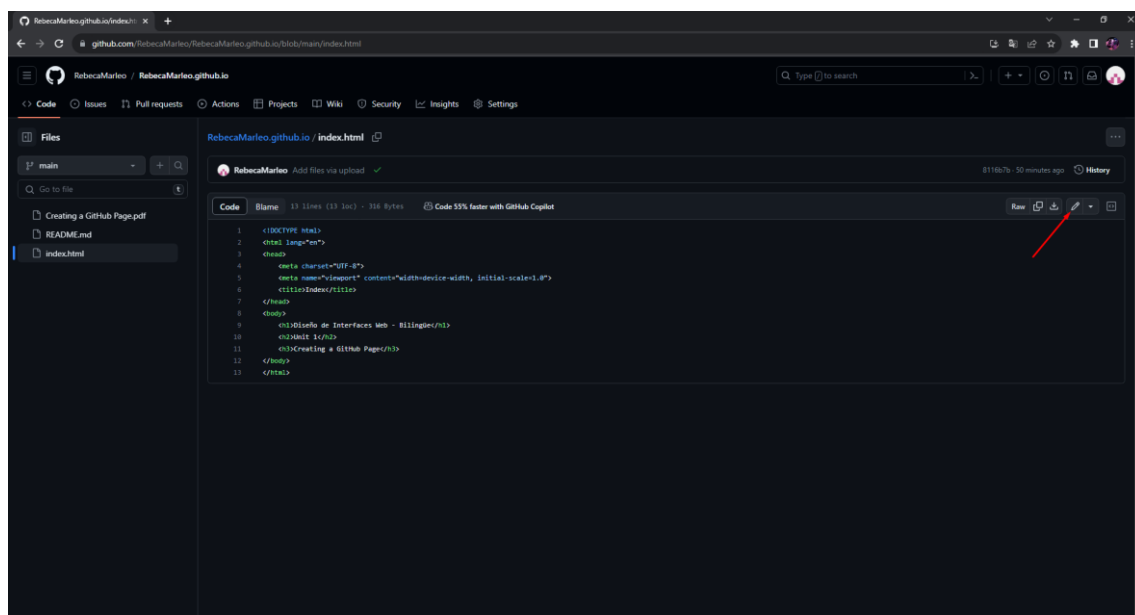 RebecaMarleo.github.io/index.ht
github.com/RebecaMarleo/RebecaMarleo.github.io/blob/main/index.html
RebecaMarleo / RebecaMarleo.github.io
Type / to search
Code Issues Pull requests Actions Projects Wiki Security Insights Settings
Files
RebecaMarleo.github.io / index.html
main
RebecaMarleo Add files via upload
8116b7b · 50 minutes ago History
Go to file t
Code Blame 13 lines (13 loc) · 316 Bytes Code 55% faster with GitHub Copilot
Raw
Creating a GitHub Page.pdf
README.md
index.html
1 <!DOCTYPE html>
2 <html lang="en">
3 <head>
4 <meta charset="UTF-8">
5 <meta name="viewport" content="width=device-width, initial-scale=1.0">
6 <title>Index</title>
7 </head>
8 <body>
9 <h1>Diseño de Interfaces Web - Bilingüe</h1>
10 <h2>Unit 1</h2>
11 <h3>Creating a GitHub Page</h3>
12 </body>
13 </html>